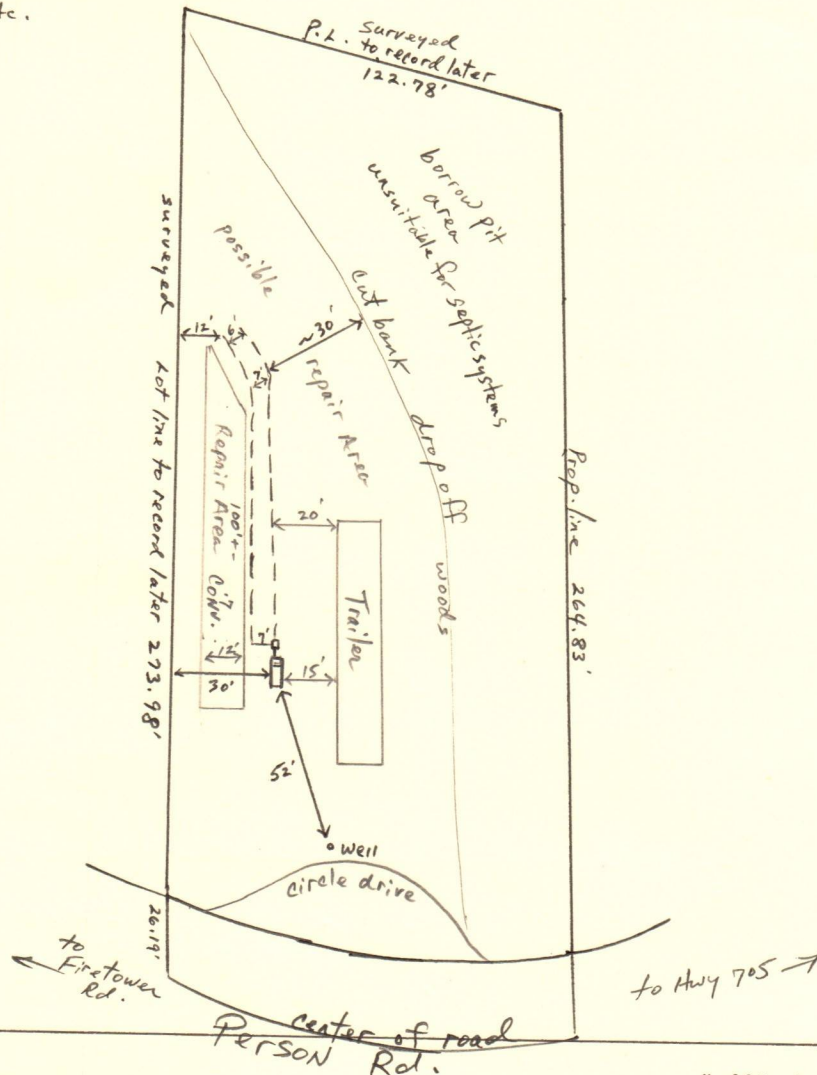 tc.
P.L. surveyed
to record later
122.78'
borrow pit
area
unsuitable for septic systems
surveyed Lot line to record later 273.98'
possible
repair Area
cut bank dropoff
woods
12'
6'
~30'
7'
Repair Area
100'+-
Conv.
20'
Trailer
Prop. line 264.83'
7'
12'
30'
15'
52'
well
circle drive
26.19'
to
Firetower
Rd.
to Hwy 705
center of road
Person Rd.